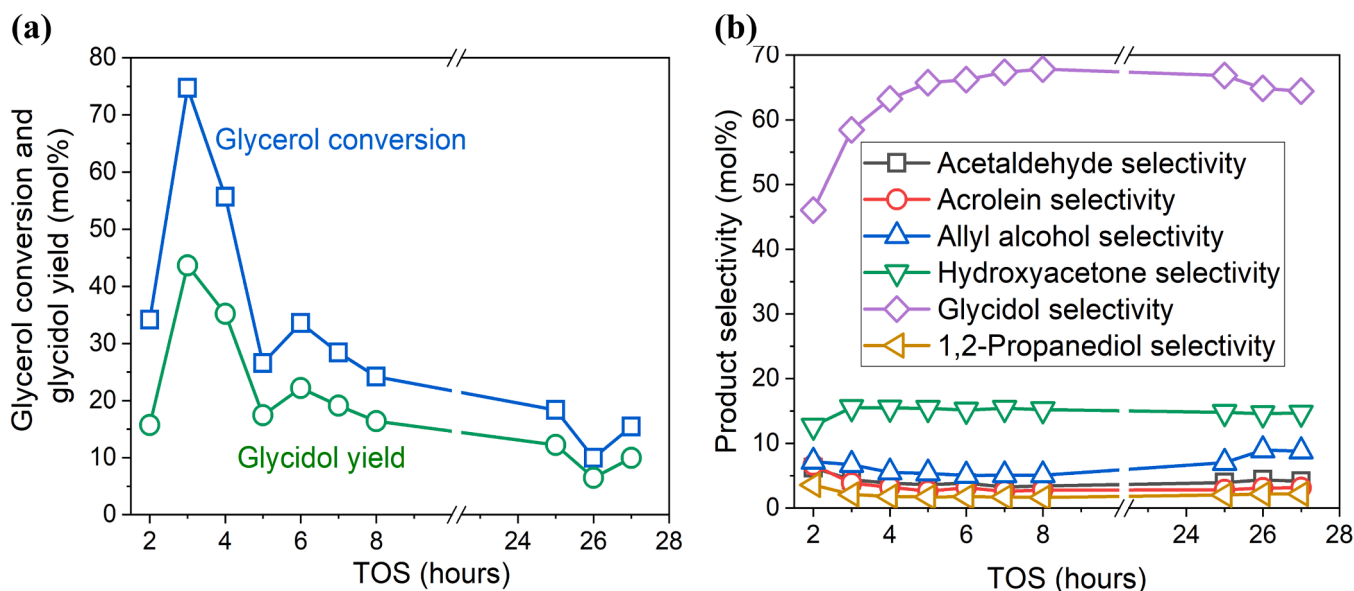 (a)
Glycerol conversion and
glycidol yield (mol%)
80
70
60
50
40
30
20
10
0
Glycerol conversion
Glycidol yield
2
4
6
8
24
26
28
TOS (hours)
(b)
Product selectivity (mol%)
70
60
50
40
30
20
10
0
Acetaldehyde selectivity
Acrolein selectivity
Allyl alcohol selectivity
Hydroxyacetone selectivity
Glycidol selectivity
1,2-Propanediol selectivity
2
4
6
8
24
26
28
TOS (hours)